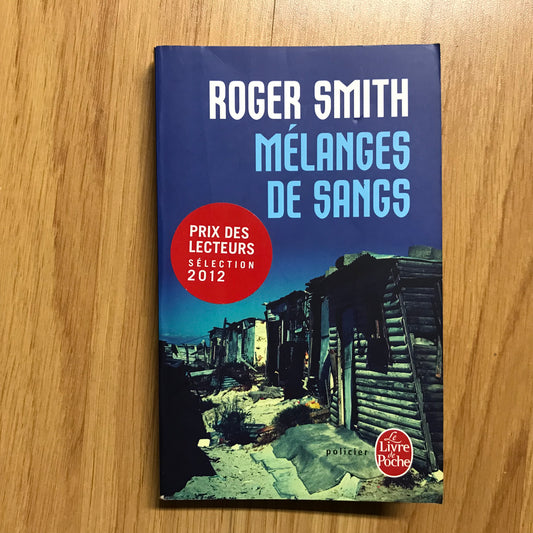 ROGER SMITH
MÉLANGES
DE SANGS
PRIX DES
LECTEURS
SÉLECTION
2012
policier
Le
Livre
de
Poche